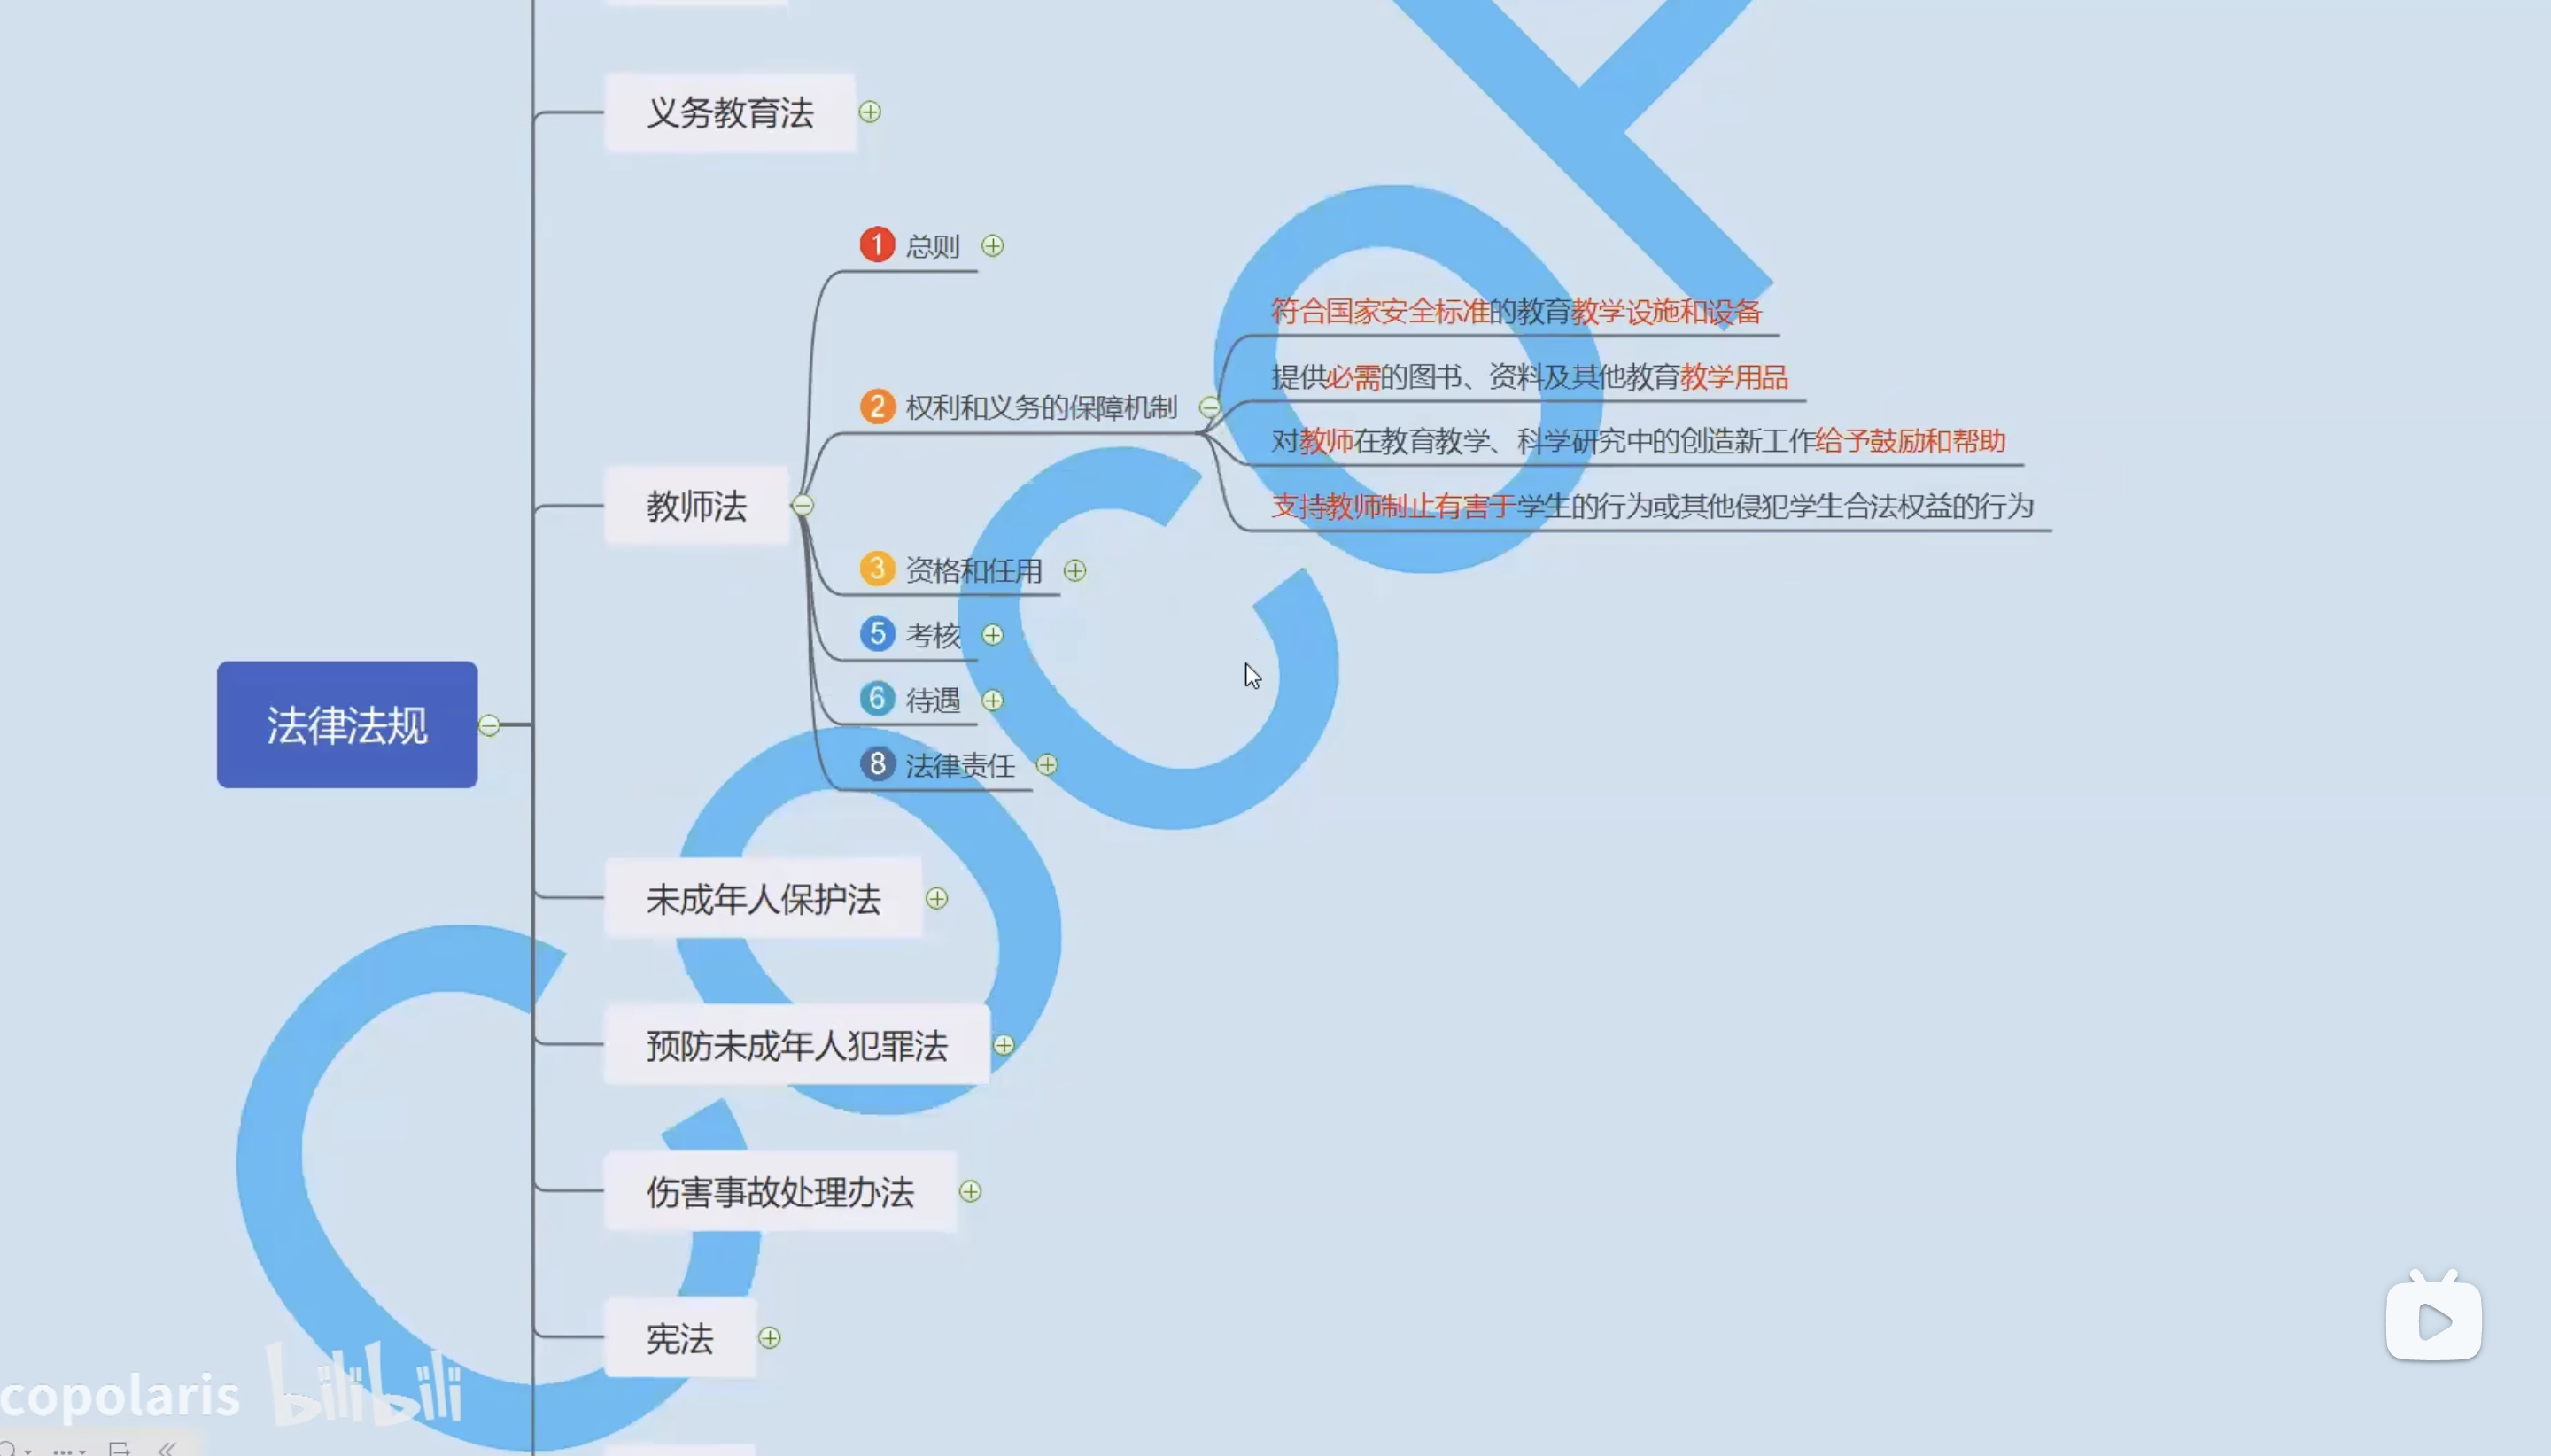 义务教育法
1 总则
符合国家安全标准的教育教学设施和设备
提供必需的图书、资料及其他教育教学用品
2 权利和义务的保障机制
对教师在教育教学、科学研究中的创造新工作给予鼓励和帮助
支持教师制止有害于学生的行为或其他侵犯学生合法权益的行为
教师法
3 资格和任用
5 考核
6 待遇
法律法规
8 法律责任
未成年人保护法
预防未成年人犯罪法
伤害事故处理办法
宪法
copolaris bilibili